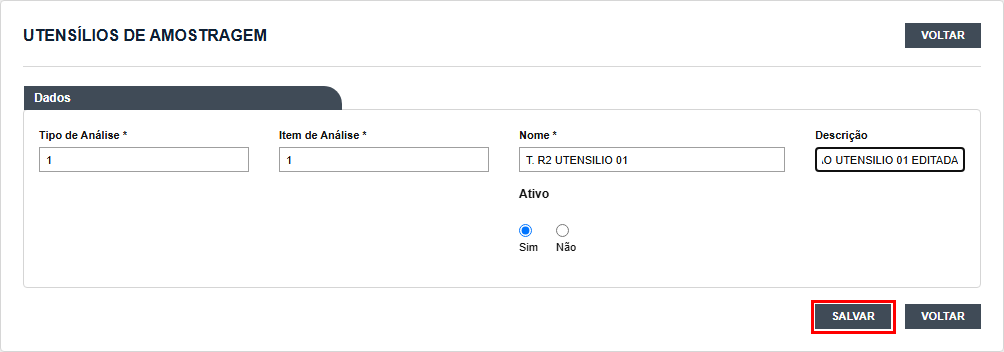 UTENSÍLIOS DE AMOSTRAGEM
VOLTAR
Dados
Tipo de Análise * Item de Análise * Nome * Descrição
1 1 T. R2 UTENSILIO 01 UTENSILIO 01 EDITADA
Ativo
Sim Não
SALVAR VOLTAR